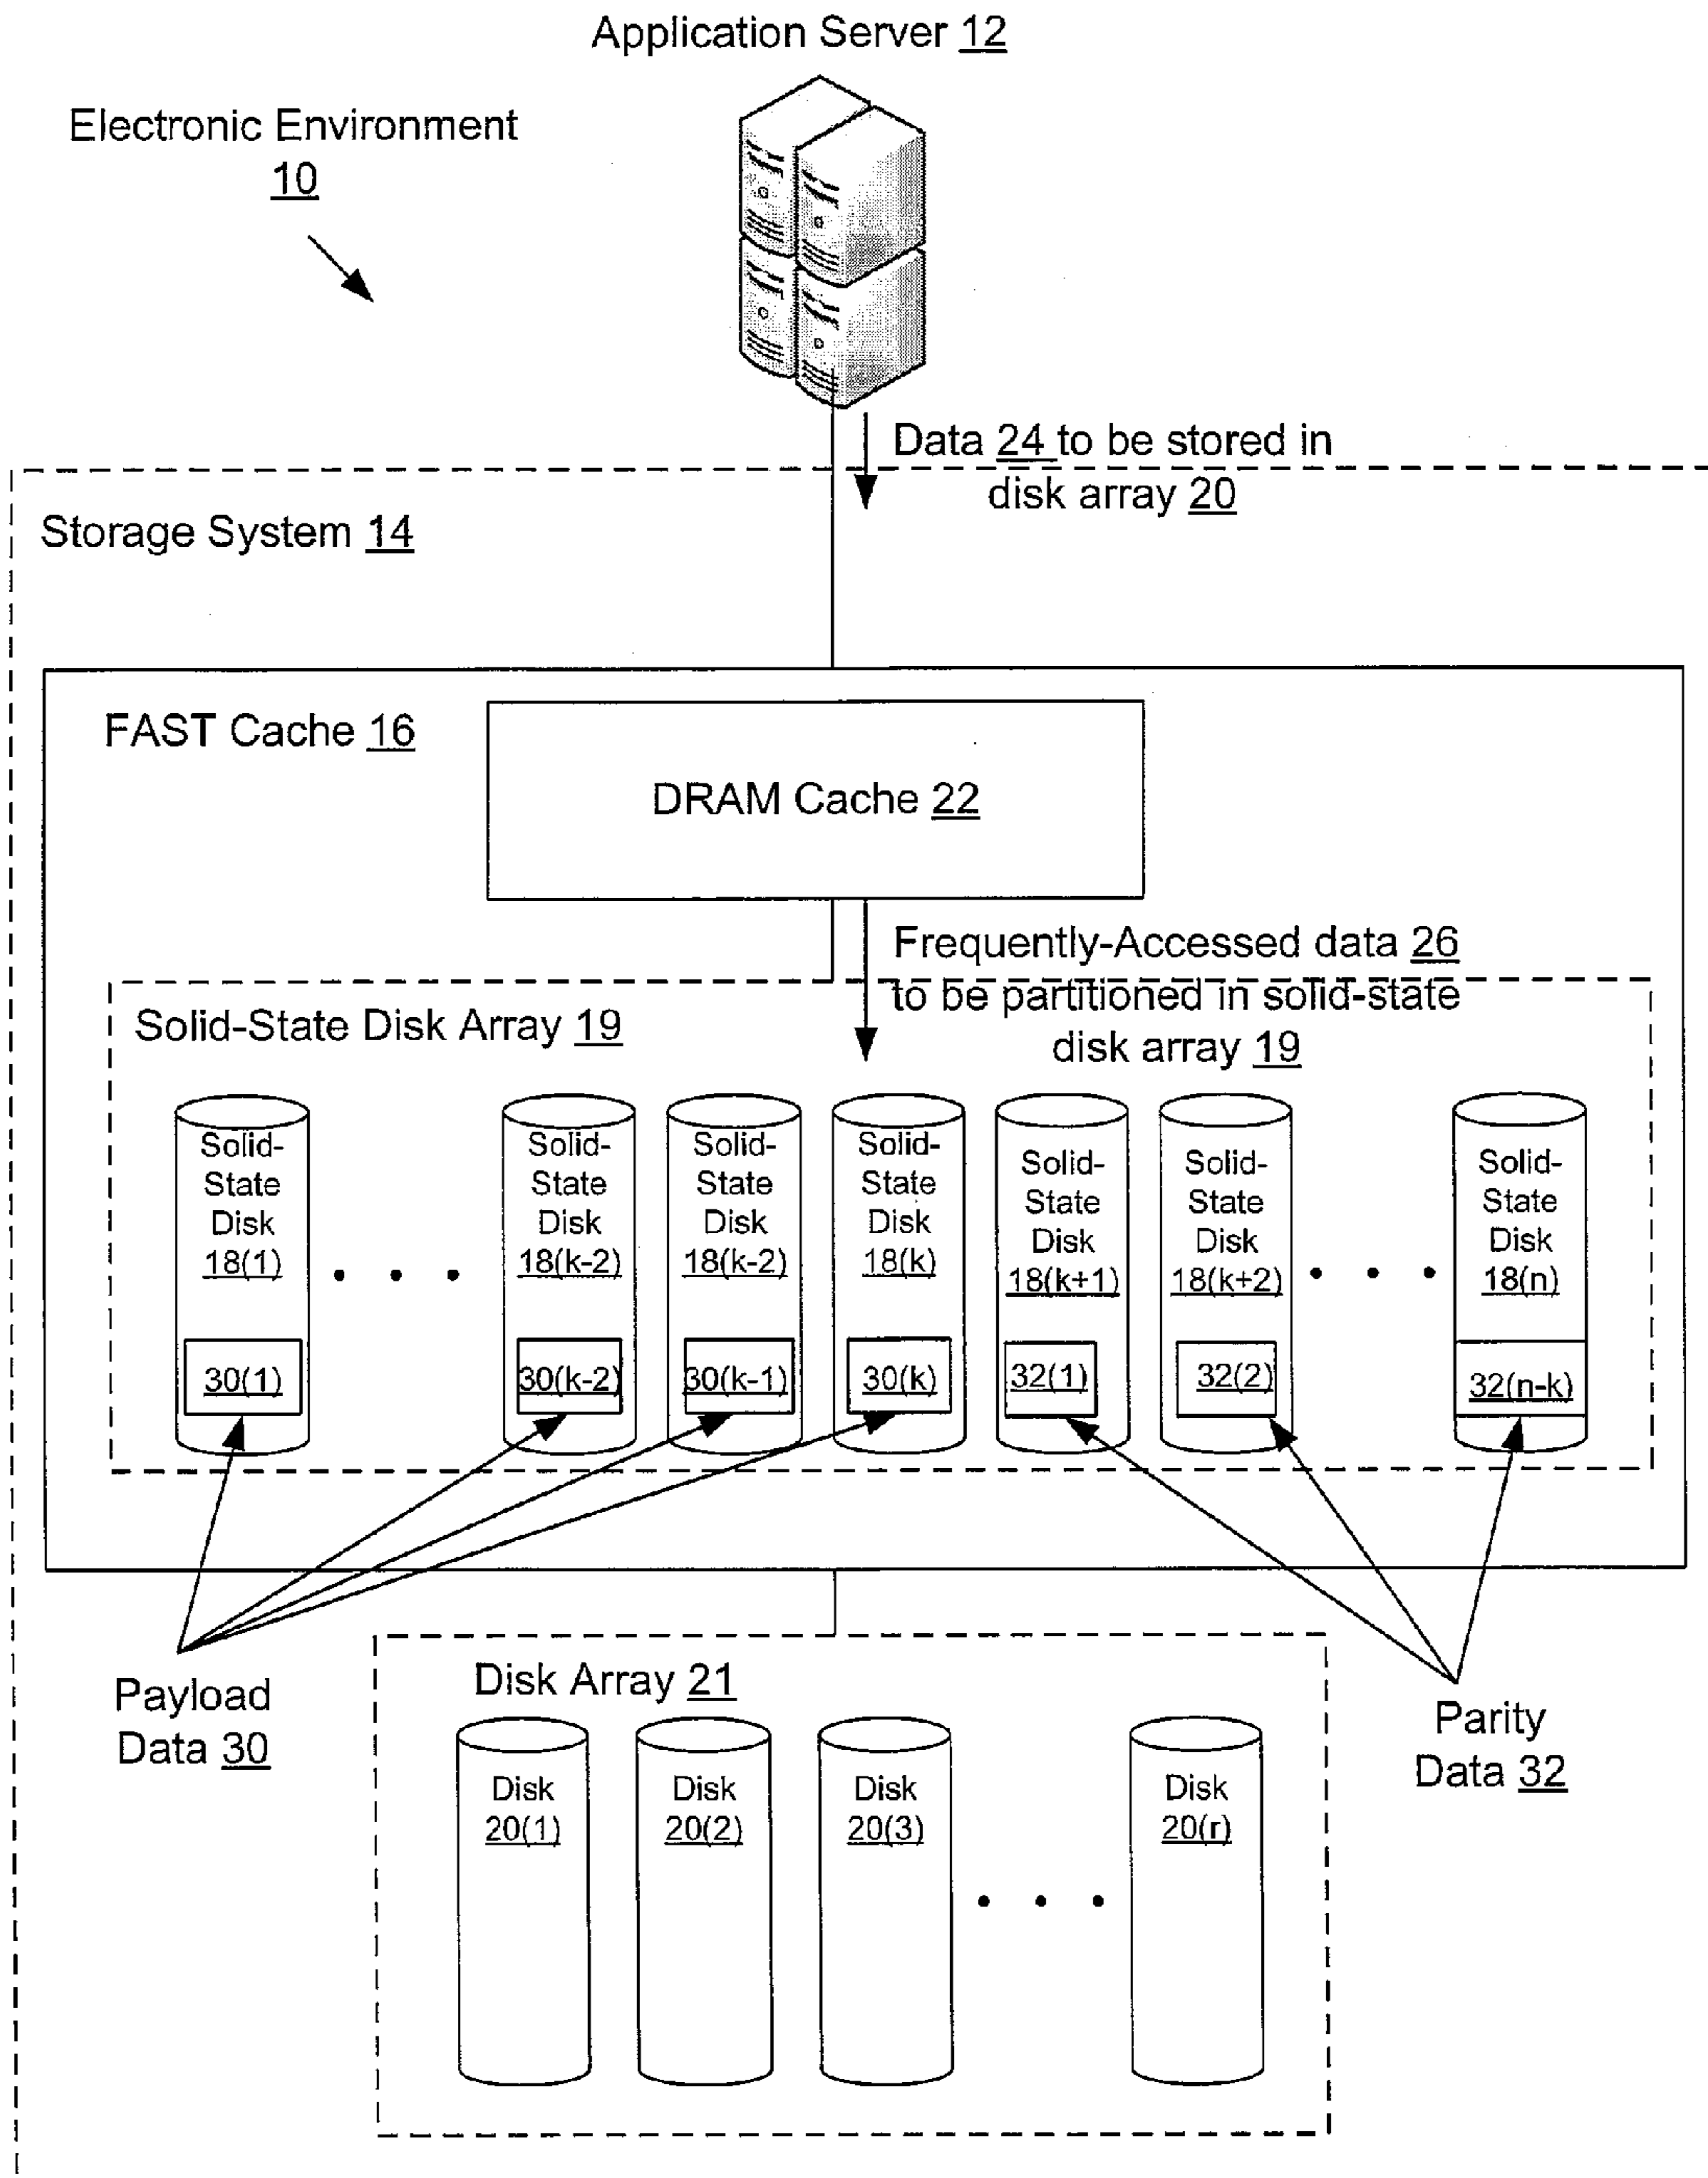 Application Server 12
Electronic Environment
10
Data 24 to be stored in
disk array 20
Storage System 14
FAST Cache 16
DRAM Cache 22
Frequently-Accessed data 26
to be partitioned in solid-state
disk array 19
Solid-State Disk Array 19
Solid-
State
Disk
18(1)
Solid-
State
Disk
18(k-2)
Solid-
State
Disk
18(k-2)
Solid-
State
Disk
18(k)
Solid-
State
Disk
18(k+1)
Solid-
State
Disk
18(k+2)
Solid-
State
Disk
18(n)
30(1)
30(k-2)
30(k-1)
30(k)
32(1)
32(2)
32(n-k)
Payload
Data 30
Parity
Data 32
Disk Array 21
Disk
20(1)
Disk
20(2)
Disk
20(3)
Disk
20(r)